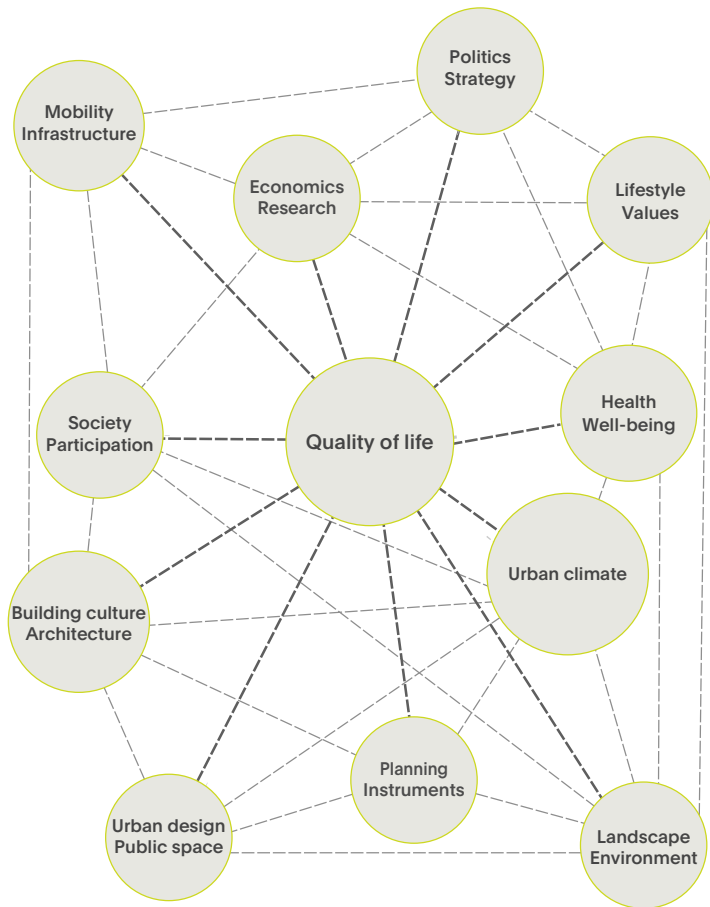 Politics
Strategy
Mobility
Infrastructure
Economics
Research
Lifestyle
Values
Health
Well-being
Society
Participation
Quality of life
Urban climate
Building culture
Architecture
Planning
Instruments
Urban design
Public space
Landscape
Environment